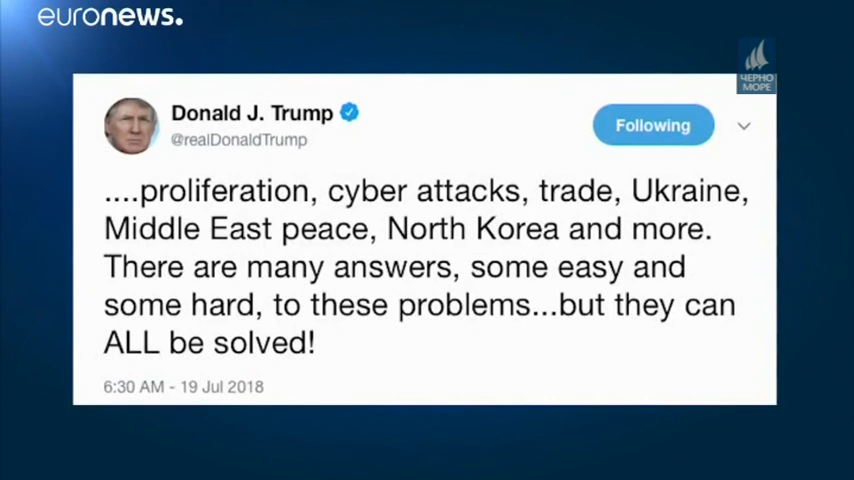 euronews.
ЧЕРНО
МОРЕ
Donald J. Trump
@realDonaldTrump
Following
....proliferation, cyber attacks, trade, Ukraine,
Middle East peace, North Korea and more.
There are many answers, some easy and
some hard, to these problems...but they can
ALL be solved!
6:30 AM - 19 Jul 2018